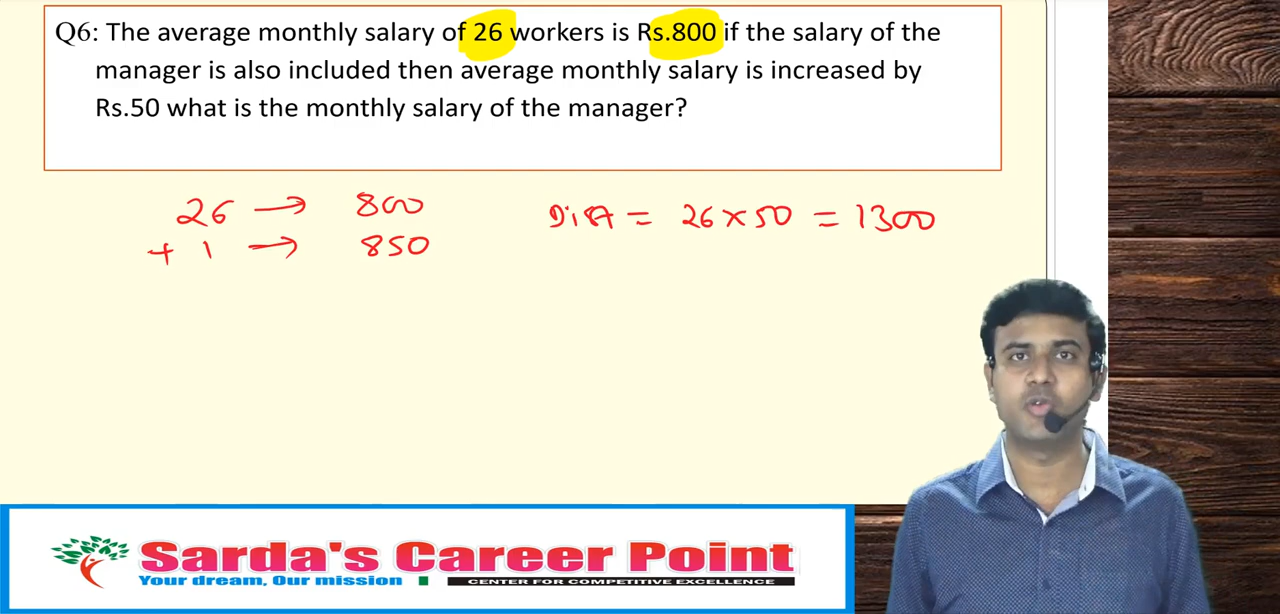 Q6: The average monthly salary of 26 workers is Rs.800 if the salary of the
manager is also included then average monthly salary is increased by
Rs.50 what is the monthly salary of the manager?
26 → 800
+ 1 → 850
Diff = 26 × 50 = 1300
Sarda's Career Point
Your dream, Our mission
CENTER FOR COMPETITIVE EXCELLENCE